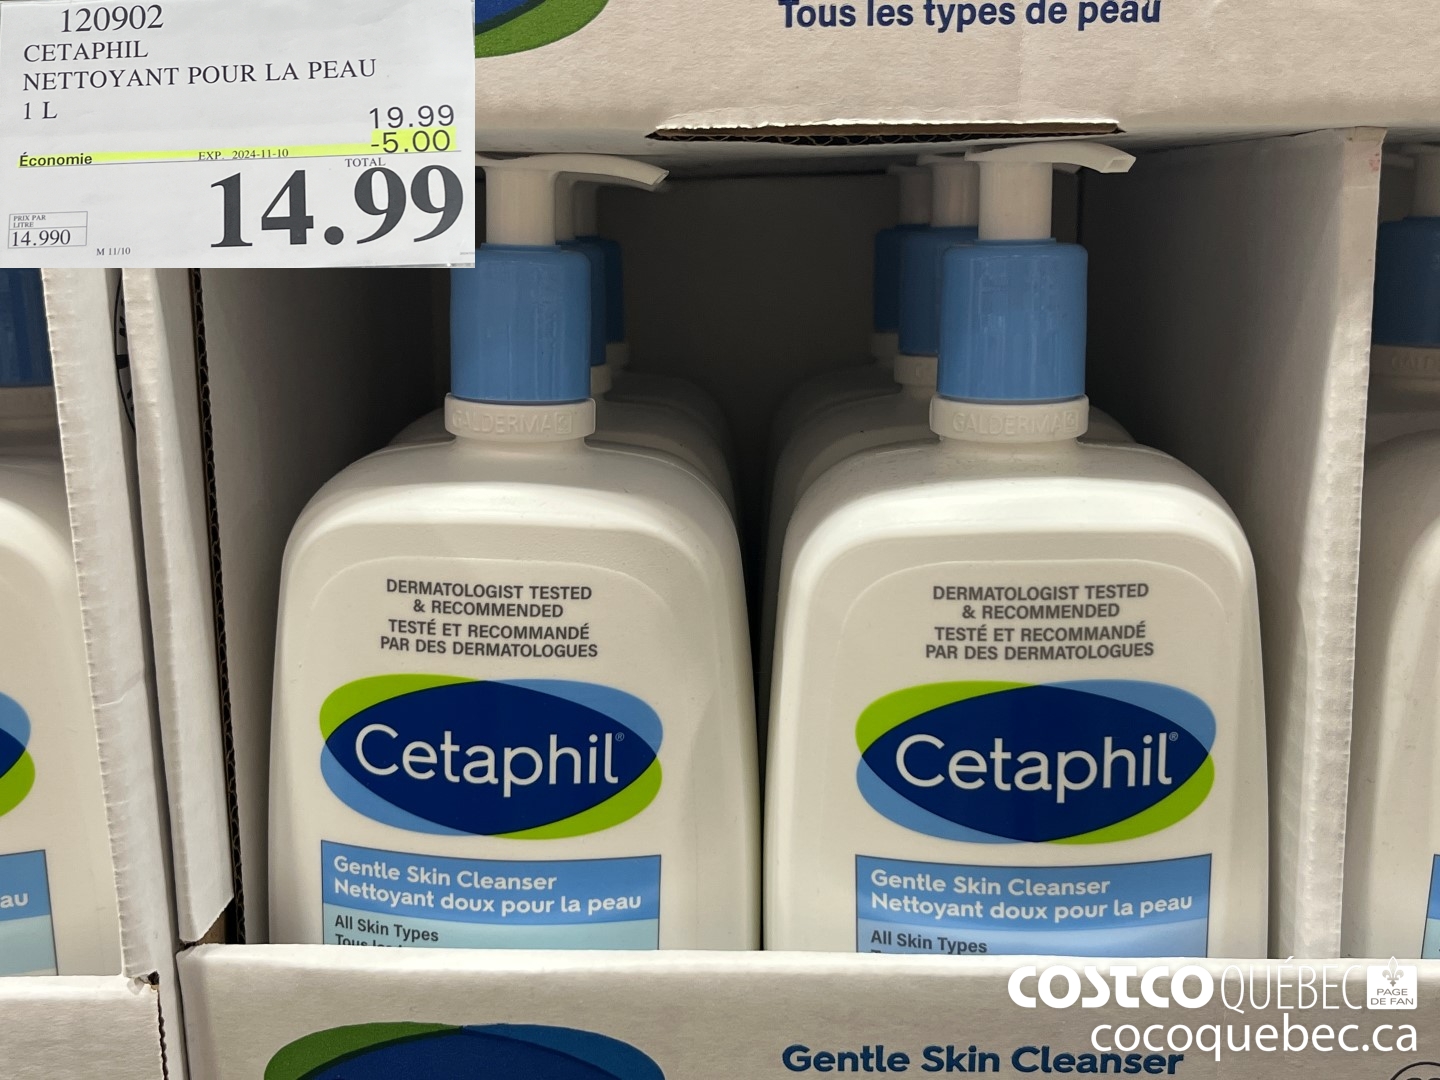 120902
CETAPHIL
NETTOYANT POUR LA PEAU
1 L
19.99
-5.00
Économie EXP. 2024-11-10
TOTAL
14.99
PRIX PAR
LITRE
14.990
M 11/10
Tous les types de peau
GALDERMA
GALDERMA
GALDERMA
DERMATOLOGIST TESTED
& RECOMMENDED
TESTÉ ET RECOMMANDÉ
PAR DES DERMATOLOGUES
Cetaphil®
Gentle Skin Cleanser
Nettoyant doux pour la peau
All Skin Types
DERMATOLOGIST TESTED
& RECOMMENDED
TESTÉ ET RECOMMANDÉ
PAR DES DERMATOLOGUES
Cetaphil®
Gentle Skin Cleanser
Nettoyant doux pour la peau
All Skin Types
au
Gentle Skin Cleanser
COSTCO QUÉBEC PAGE
DE FAN
cocoquebec.ca